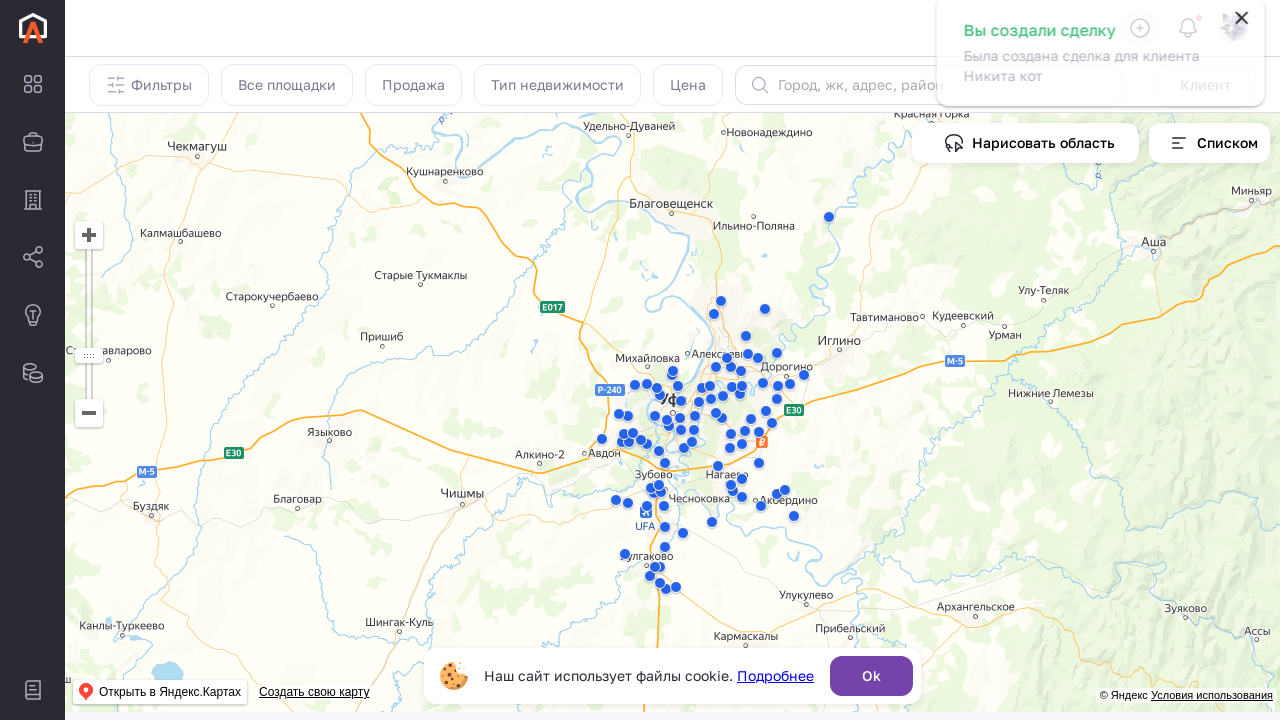 Вы создали сделку
Была создана сделка для клиента
Никита кот
Фильтры
Все площадки
Продажа
Тип недвижимости
Цена
Город, жк, адрес, район
Клиент
Нарисовать область
Списком
Красная Горка
Удельно-Дуваней
Новонадеждино
Чекмагуш
Кушнаренково
Благовещенск
Миньяр
Ильино-Поляна
Калмашбашево
Аша
Старые Тукмаклы
Старокучербаево
Улу-Теляк
E017
Тавтиманово
Кудеевский
Урман
Пришиб
Иглино
Михайловка
Дорогино
М-5
Р-240
Нижние Лемезы
E30
Языково
Авдон
Алкино-2
E30
М-5
Зубово
Нагаево
Благовар
Чишмы
Чесноковка
Акбердино
Буздяк
UFA
Булгаково
Улукулево
Архангельское
Зуяково
Шингак-Куль
Прибельский
Канлы-Туркеево
Кармаскалы
Ассы
Наш сайт использует файлы cookie. Подробнее
Ok
Открыть в Яндекс.Картах
Создать свою карту
© Яндекс Условия использования